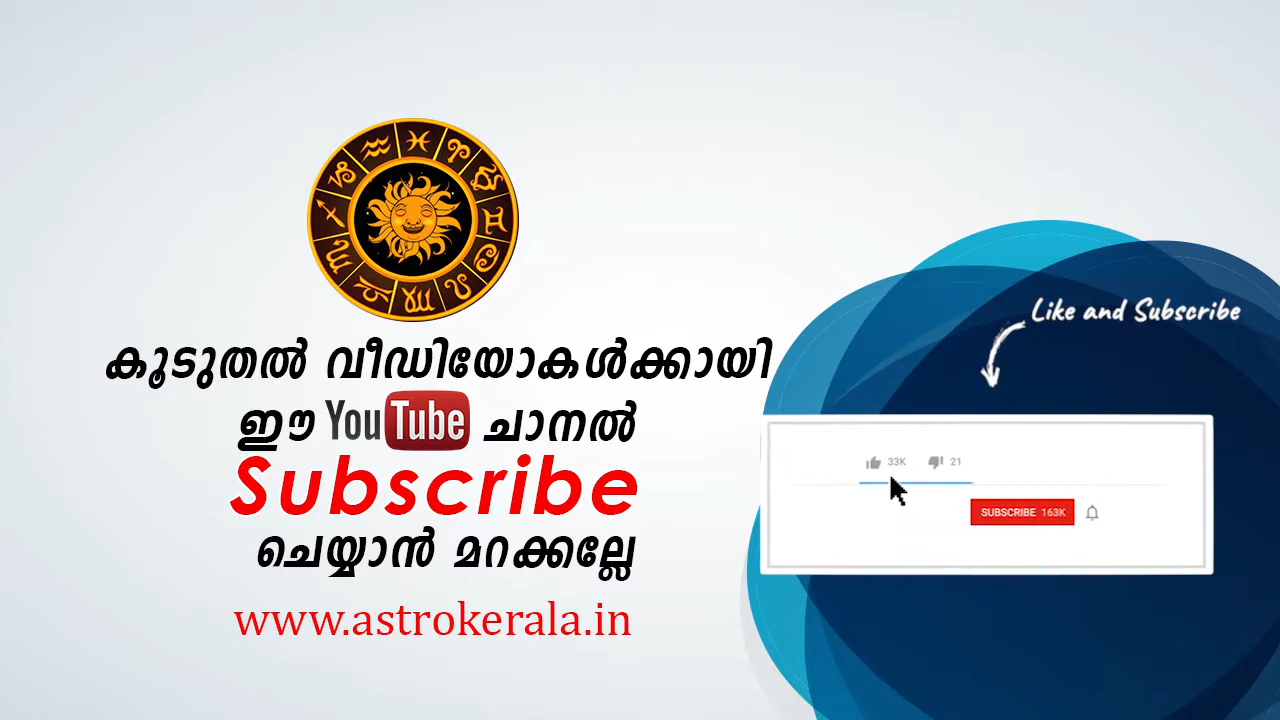 കൂടുതൽ വീഡിയോകൾക്കായി
ഈ YouTube ചാനൽ
Subscribe
ചെയ്യാൻ മറക്കല്ലേ
www.astrokerala.in
Like and Subscribe
33K 21
SUBSCRIBE 163K